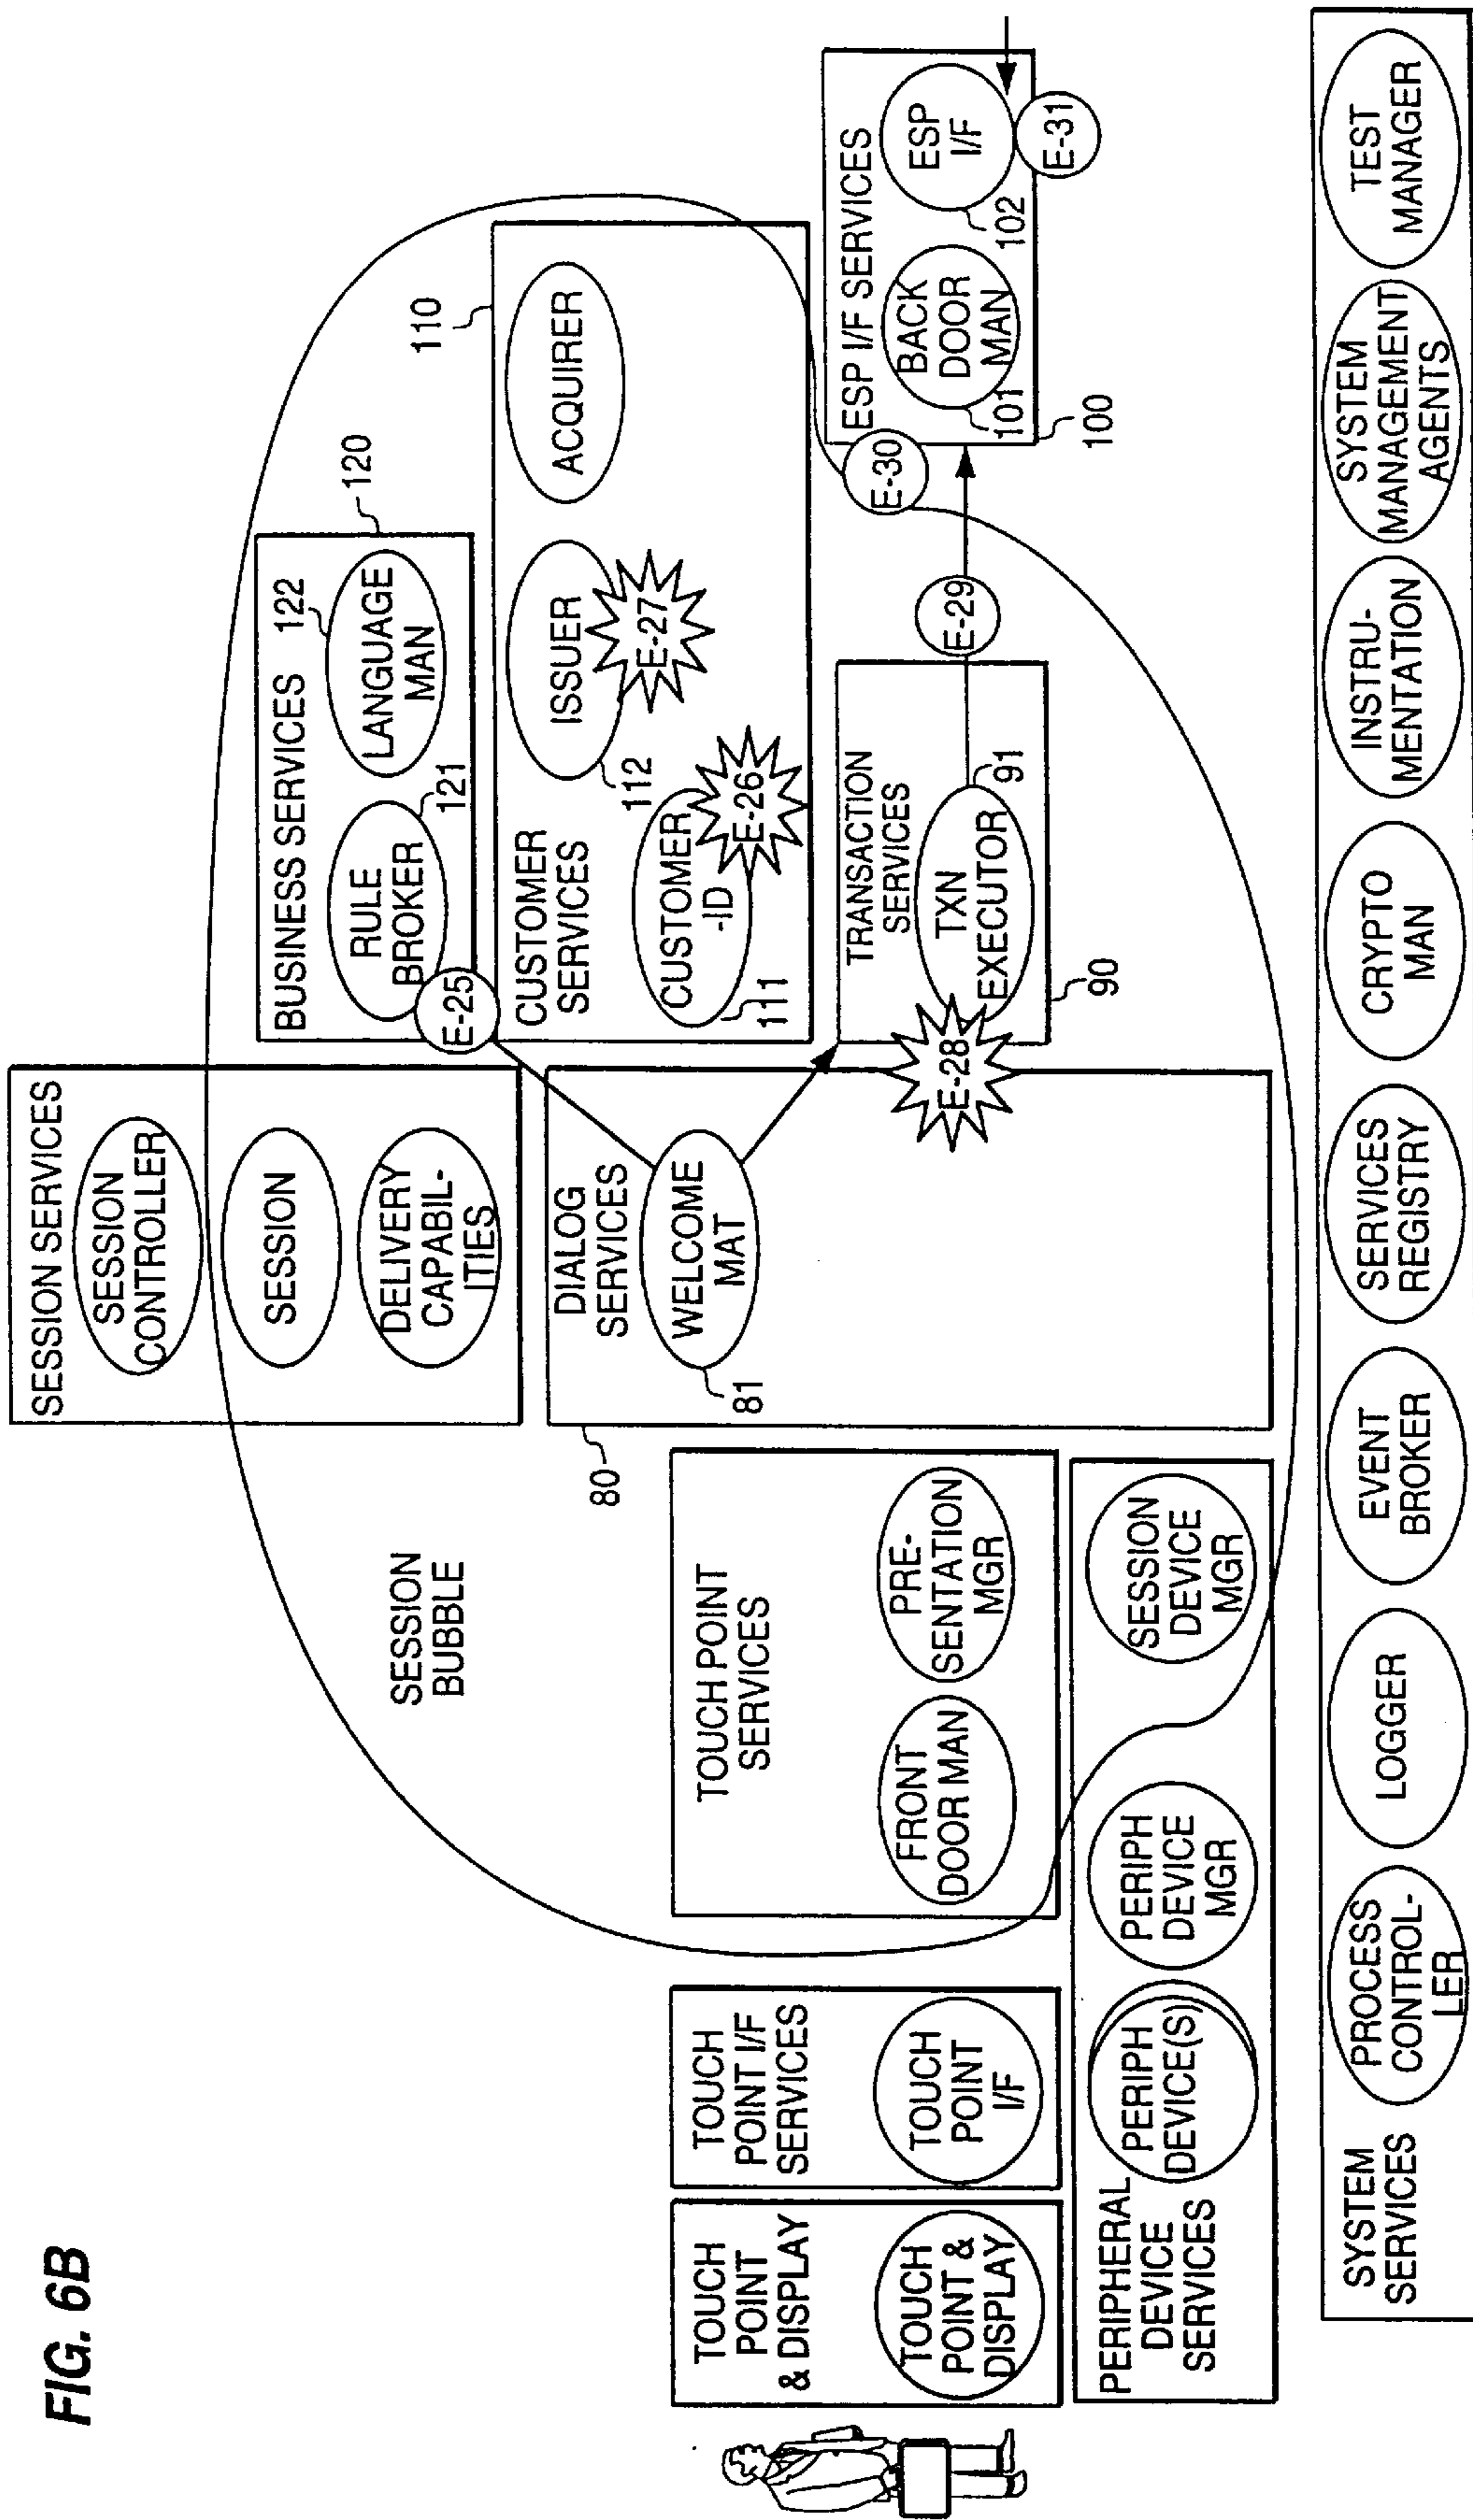 FIG. 6B
SESSION SERVICES
SESSION
CONTROLLER
SESSION
DELIVERY
CAPABIL-
ITIES
SESSION
BUBBLE
BUSINESS SERVICES
120
122
RULE
BROKER
121
LANGUAGE
MAN
E-25
110
CUSTOMER
SERVICES
ISSUER
ACQUIRER
112
CUSTOMER
-ID
111
E-26
E-27
80
DIALOG
SERVICES
WELCOME
MAT
81
TRANSACTION
SERVICES
TXN
EXECUTOR
91
90
E-28
E-29
E-30
ESP I/F SERVICES
BACK
DOOR
MAN
101
ESP
I/F
102
E-31
100
TOUCH
POINT
& DISPLAY
TOUCH
POINT &
DISPLAY
TOUCH
POINT I/F
SERVICES
TOUCH
POINT
I/F
TOUCH POINT
SERVICES
FRONT
DOOR MAN
PRE-
SENTATION
MGR
PERIPHERAL
DEVICE
SERVICES
PERIPH
DEVICE(S)
PERIPH
DEVICE
MGR
SESSION
DEVICE
MGR
SYSTEM
SERVICES
PROCESS
CONTROL-
LER
LOGGER
EVENT
BROKER
SERVICES
REGISTRY
CRYPTO
MAN
INSTRU-
MENTATION
SYSTEM
MANAGEMENT
AGENTS
TEST
MANAGER